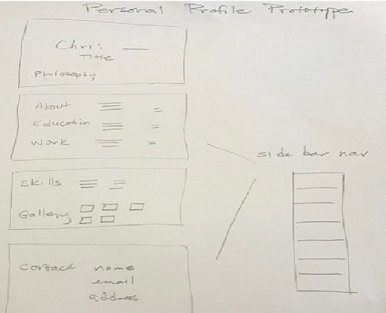 Personal Profile Prototype
Chris
Title
Philosophy
About
Education
Work
Skills
Gallery
Contact name
email
address
side bar nav